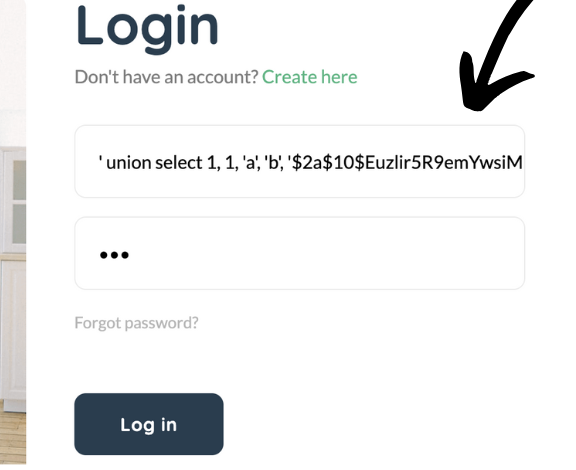 Login
Don't have an account? Create here
' union select 1, 1, 'a', 'b', '$2a$10$Euzlir5R9emYwsiM
•••
Forgot password?
Log in